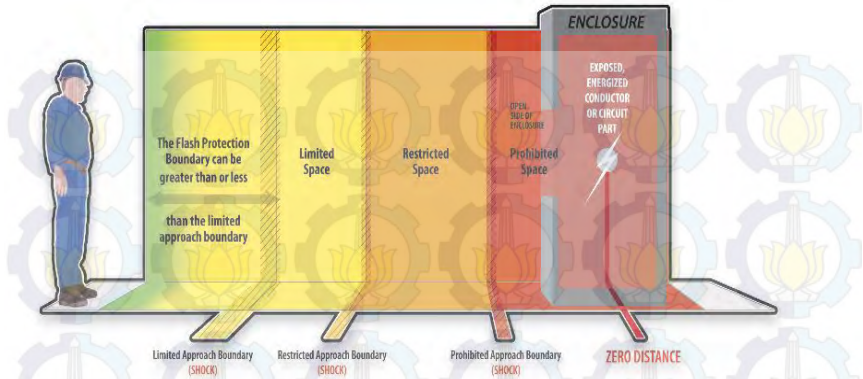 ENCLOSURE
EXPOSED,
ENERGIZED
CONDUCTOR
OR CIRCUIT
PART
OPEN
SIDE OF
ENCLOSURE
The Flash Protection
Boundary can be
greater than or less
than the limited
approach boundary
Limited
Space
Restricted
Space
Prohibited
Space
Limited Approach Boundary
(SHOCK)
Restricted Approach Boundary
(SHOCK)
Prohibited Approach Boundary
(SHOCK)
ZERO DISTANCE